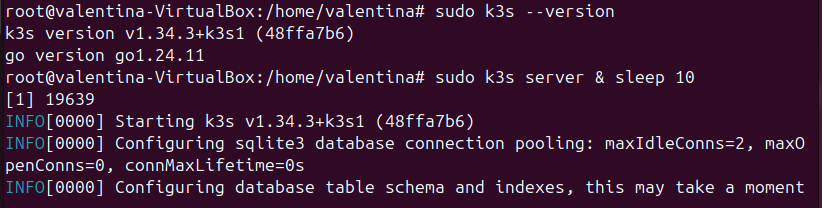 root@valentina-VirtualBox:/home/valentina# sudo k3s --version
k3s version v1.34.3+k3s1 (48ffa7b6)
go version go1.24.11
root@valentina-VirtualBox:/home/valentina# sudo k3s server & sleep 10
[1] 19639
INFO[0000] Starting k3s v1.34.3+k3s1 (48ffa7b6)
INFO[0000] Configuring sqlite3 database connection pooling: maxIdleConns=2, maxO
penConns=0, connMaxLifetime=0s
INFO[0000] Configuring database table schema and indexes, this may take a moment